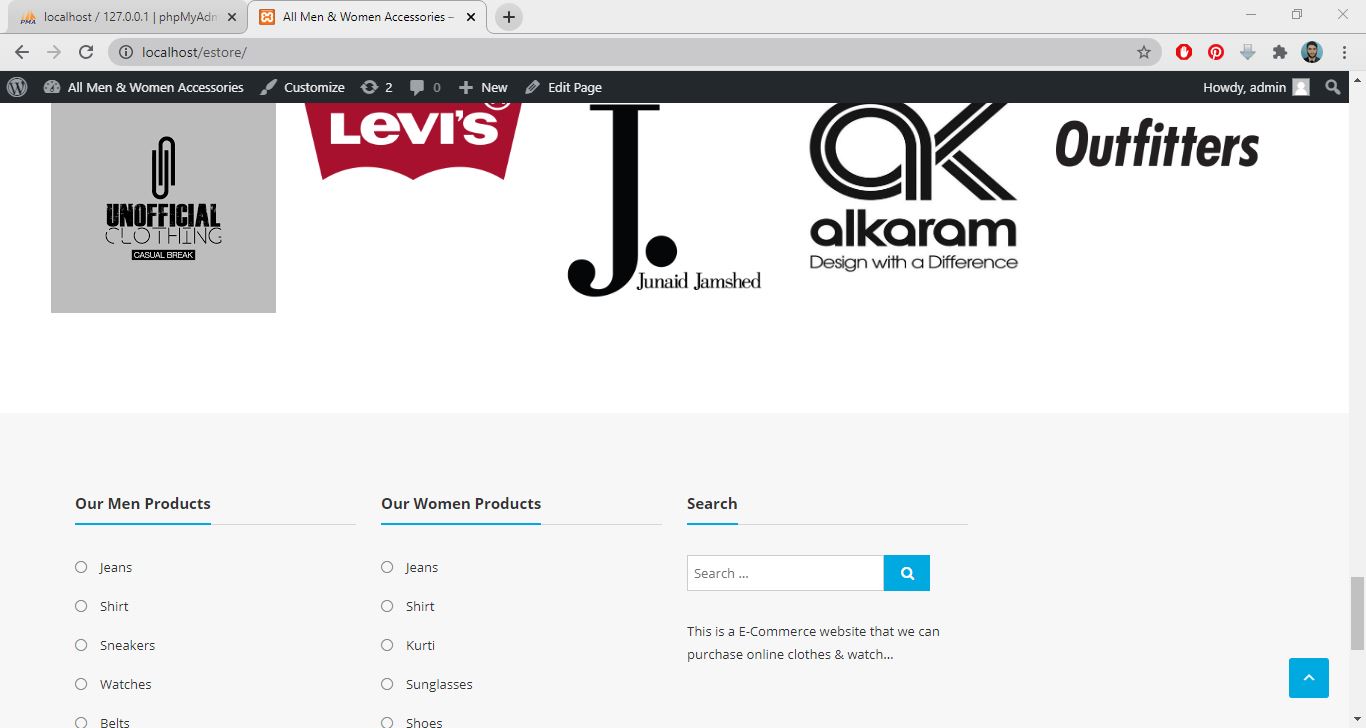 localhost / 127.0.0.1 | phpMyAdm
All Men & Women Accessories –
localhost/estore/
All Men & Women Accessories
Customize
2
0
New
Edit Page
Howdy, admin
UNOFFICIAL
CLOTHING
CASUAL BREAK
LEVI'S
®
J.
Junaid Jamshed
ak
alkaram
Design with a Difference
Outfitters
Our Men Products
Jeans
Shirt
Sneakers
Watches
Belts
Our Women Products
Jeans
Shirt
Kurti
Sunglasses
Shoes
Search
Search …
This is a E-Commerce website that we can
purchase online clothes & watch…